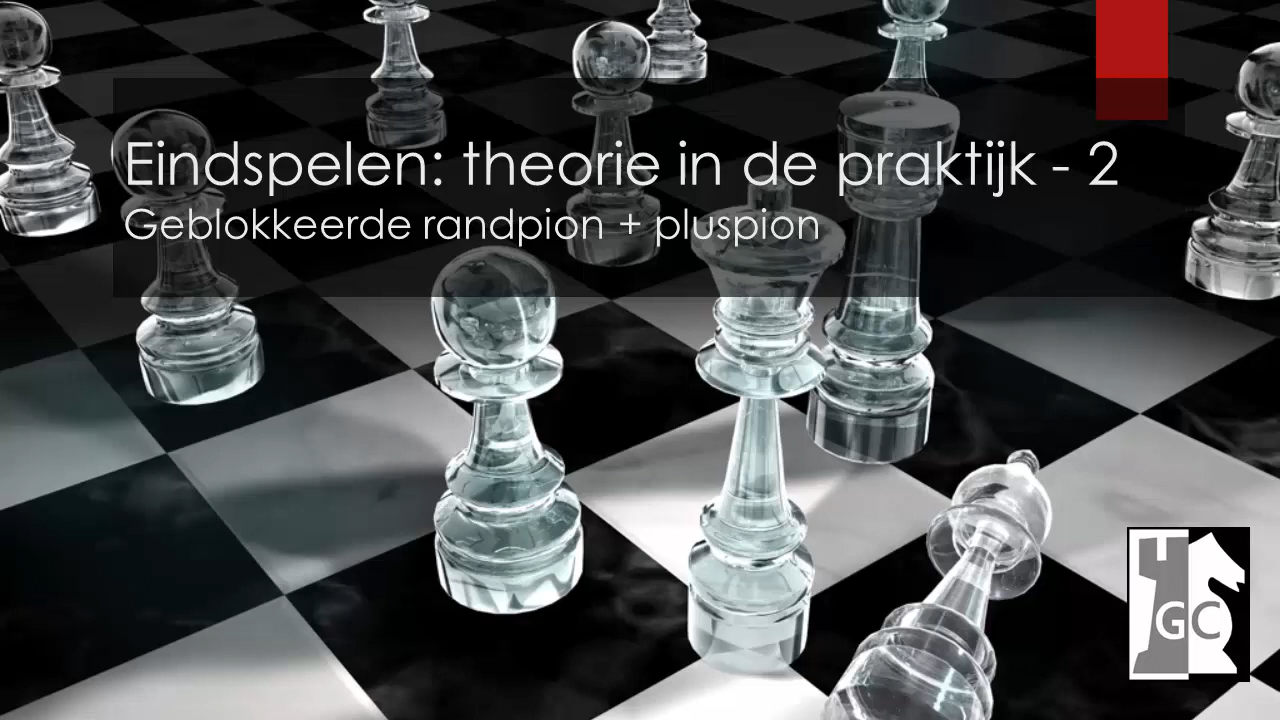 Eindspelen: theorie in de praktijk - 2
Geblokkeerde randpion + pluspion
GC